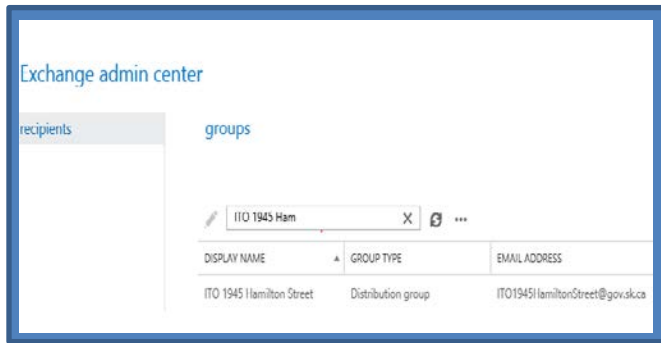 Exchange admin center
recipients
groups
ITO 1945 Ham
DISPLAY NAME GROUP TYPE EMAIL ADDRESS
ITO 1945 Hamilton Street Distribution group ITO1945HamiltonStreet@gov.sk.ca